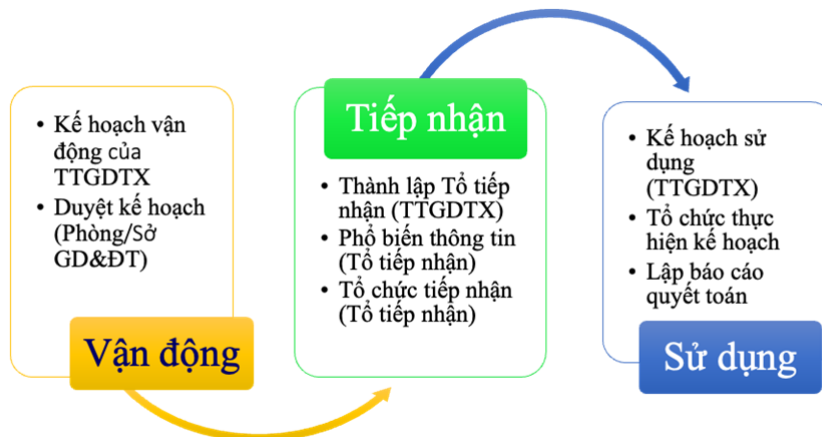 • Kế hoạch vận
động của
TTGDTX
• Duyệt kế hoạch
(Phòng/Sở
GD&ĐT)
Vận động
Tiếp nhận
• Thành lập Tổ tiếp
nhận (TTGDTX)
• Phổ biến thông tin
(Tổ tiếp nhận)
• Tổ chức tiếp nhận
(Tổ tiếp nhận)
• Kế hoạch sử
dụng
(TTGDTX)
• Tổ chức thực
hiện kế hoạch
• Lập báo cáo
quyết toán
Sử dụng